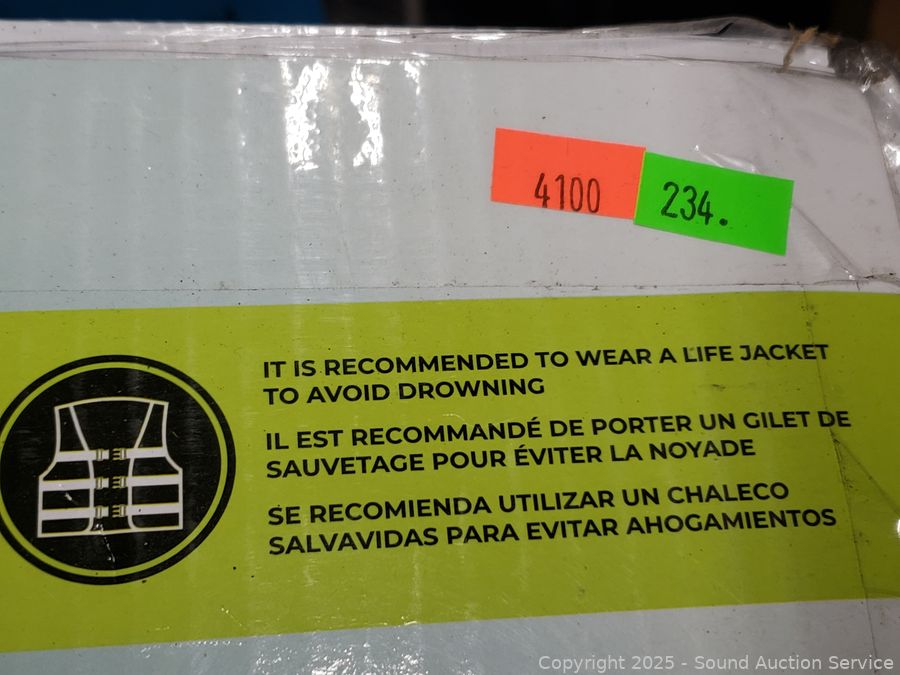 4100
234.
IT IS RECOMMENDED TO WEAR A LIFE JACKET
TO AVOID DROWNING
IL EST RECOMMANDÉ DE PORTER UN GILET DE
SAUVETAGE POUR ÉVITER LA NOYADE
SE RECOMIENDA UTILIZAR UN CHALECO
SALVAVIDAS PARA EVITAR AHOGAMIENTOS
Copyright 2025 - Sound Auction Service